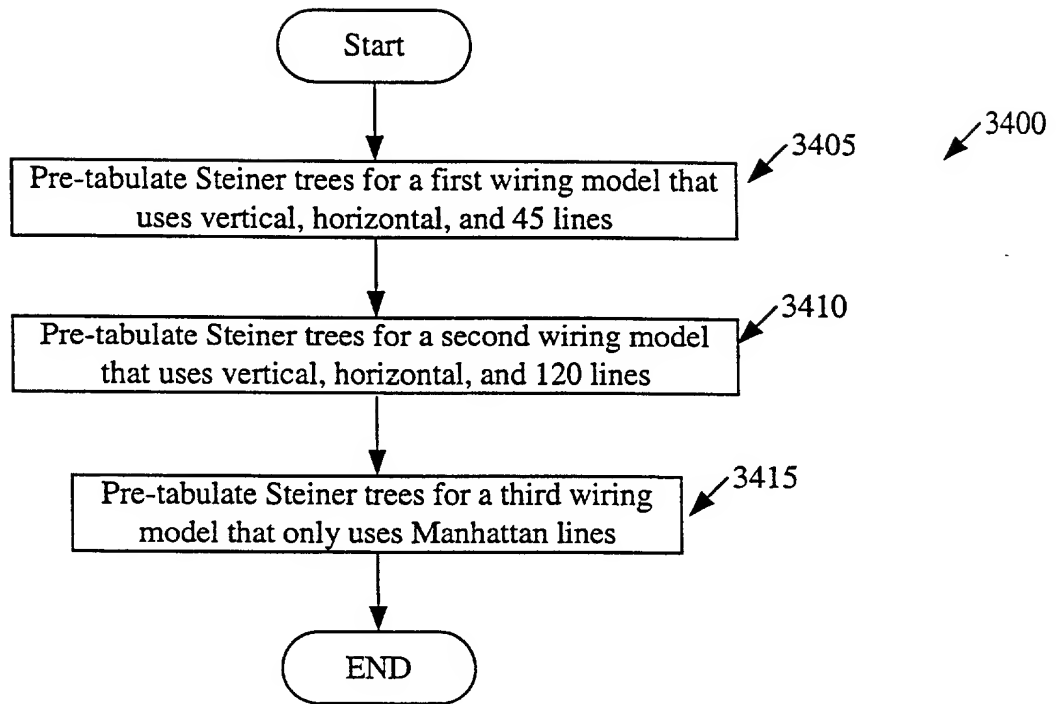 Start
3400
3405
Pre-tabulate Steiner trees for a first wiring model that
uses vertical, horizontal, and 45 lines
3410
Pre-tabulate Steiner trees for a second wiring model
that uses vertical, horizontal, and 120 lines
3415
Pre-tabulate Steiner trees for a third wiring
model that only uses Manhattan lines
END